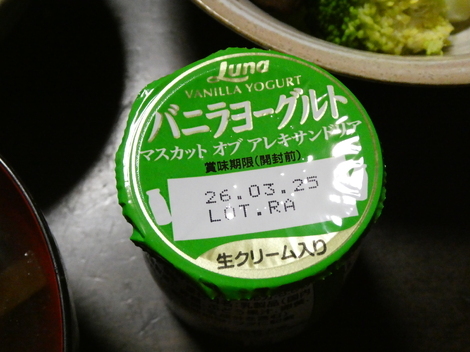 Luna
VANILLA YOGURT
バニラヨーグルト
マスカット オブ アレキサンドリア
賞味期限(開封前)
26.03.25
LOT.RA
生クリーム入り